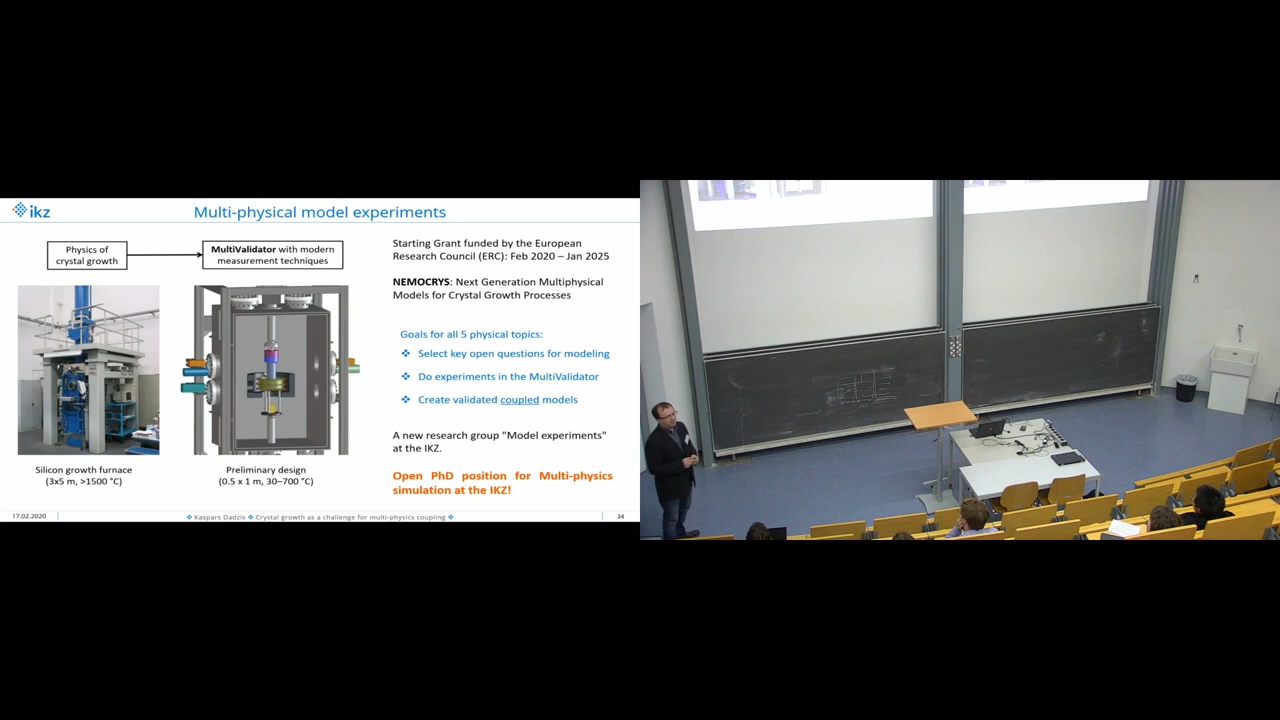 ikz
Multi-physical model experiments
Physics of
crystal growth
MultiValidator with modern
measurement techniques
Silicon growth furnace
(3x5 m, >1500 °C)
Preliminary design
(0.5 x 1 m, 30–700 °C)
Starting Grant funded by the European
Research Council (ERC): Feb 2020 – Jan 2025
NEMOCRYS: Next Generation Multiphysical
Models for Crystal Growth Processes
Goals for all 5 physical topics:
❖ Select key open questions for modeling
❖ Do experiments in the MultiValidator
❖ Create validated coupled models
A new research group "Model experiments"
at the IKZ.
Open PhD position for Multi-physics
simulation at the IKZ!
17.02.2020
❖ Kaspars Dadzis ❖ Crystal growth as a challenge for multi-physics coupling ❖
34